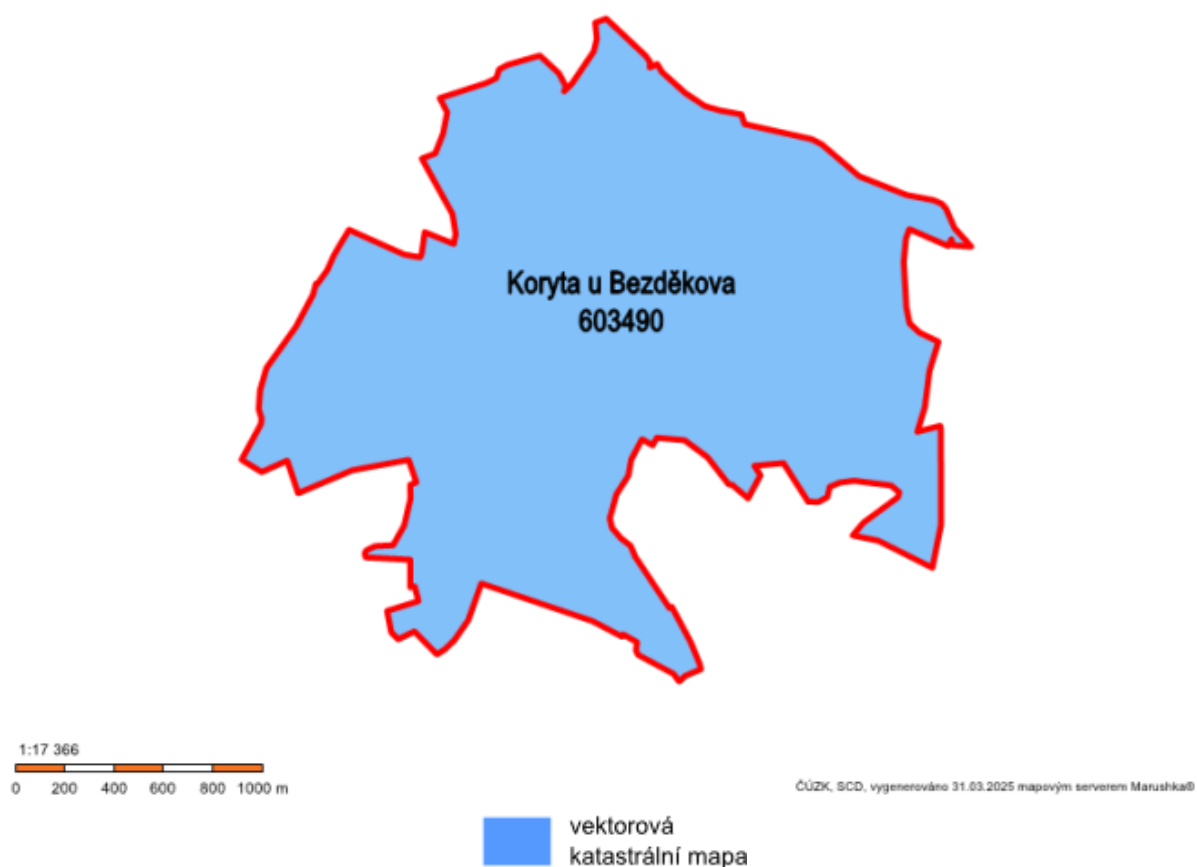 Koryta u Bezděkova
603490
1:17 366
0 200 400 600 800 1000 m
ČÚZK, SCD, vygenerováno 31.03.2025 mapovým serverem Marushka®
vektorová
katastrální mapa